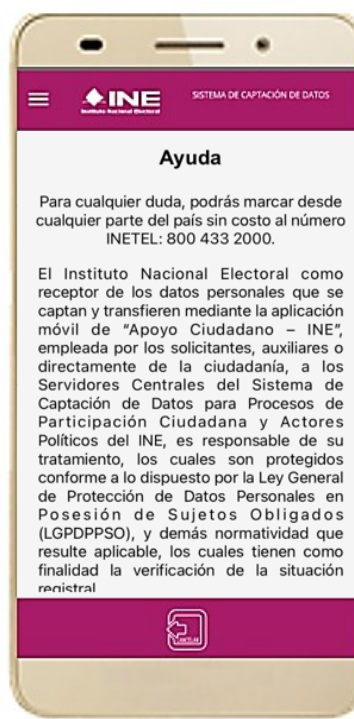 INE
Instituto Nacional Electoral
SISTEMA DE CAPTACIÓN DE DATOS
Ayuda
Para cualquier duda, podrás marcar desde
cualquier parte del país sin costo al número
INETEL: 800 433 2000.
El Instituto Nacional Electoral como
receptor de los datos personales que se
captan y transfieren mediante la aplicación
móvil de “Apoyo Ciudadano – INE”,
empleada por los solicitantes, auxiliares o
directamente de la ciudadanía, a los
Servidores Centrales del Sistema de
Captación de Datos para Procesos de
Participación Ciudadana y Actores
Políticos del INE, es responsable de su
tratamiento, los cuales son protegidos
conforme a lo dispuesto por la Ley General
de Protección de Datos Personales en
Posesión de Sujetos Obligados
(LGPDPPSO), y demás normatividad que
resulte aplicable, los cuales tienen como
finalidad la verificación de la situación
registral